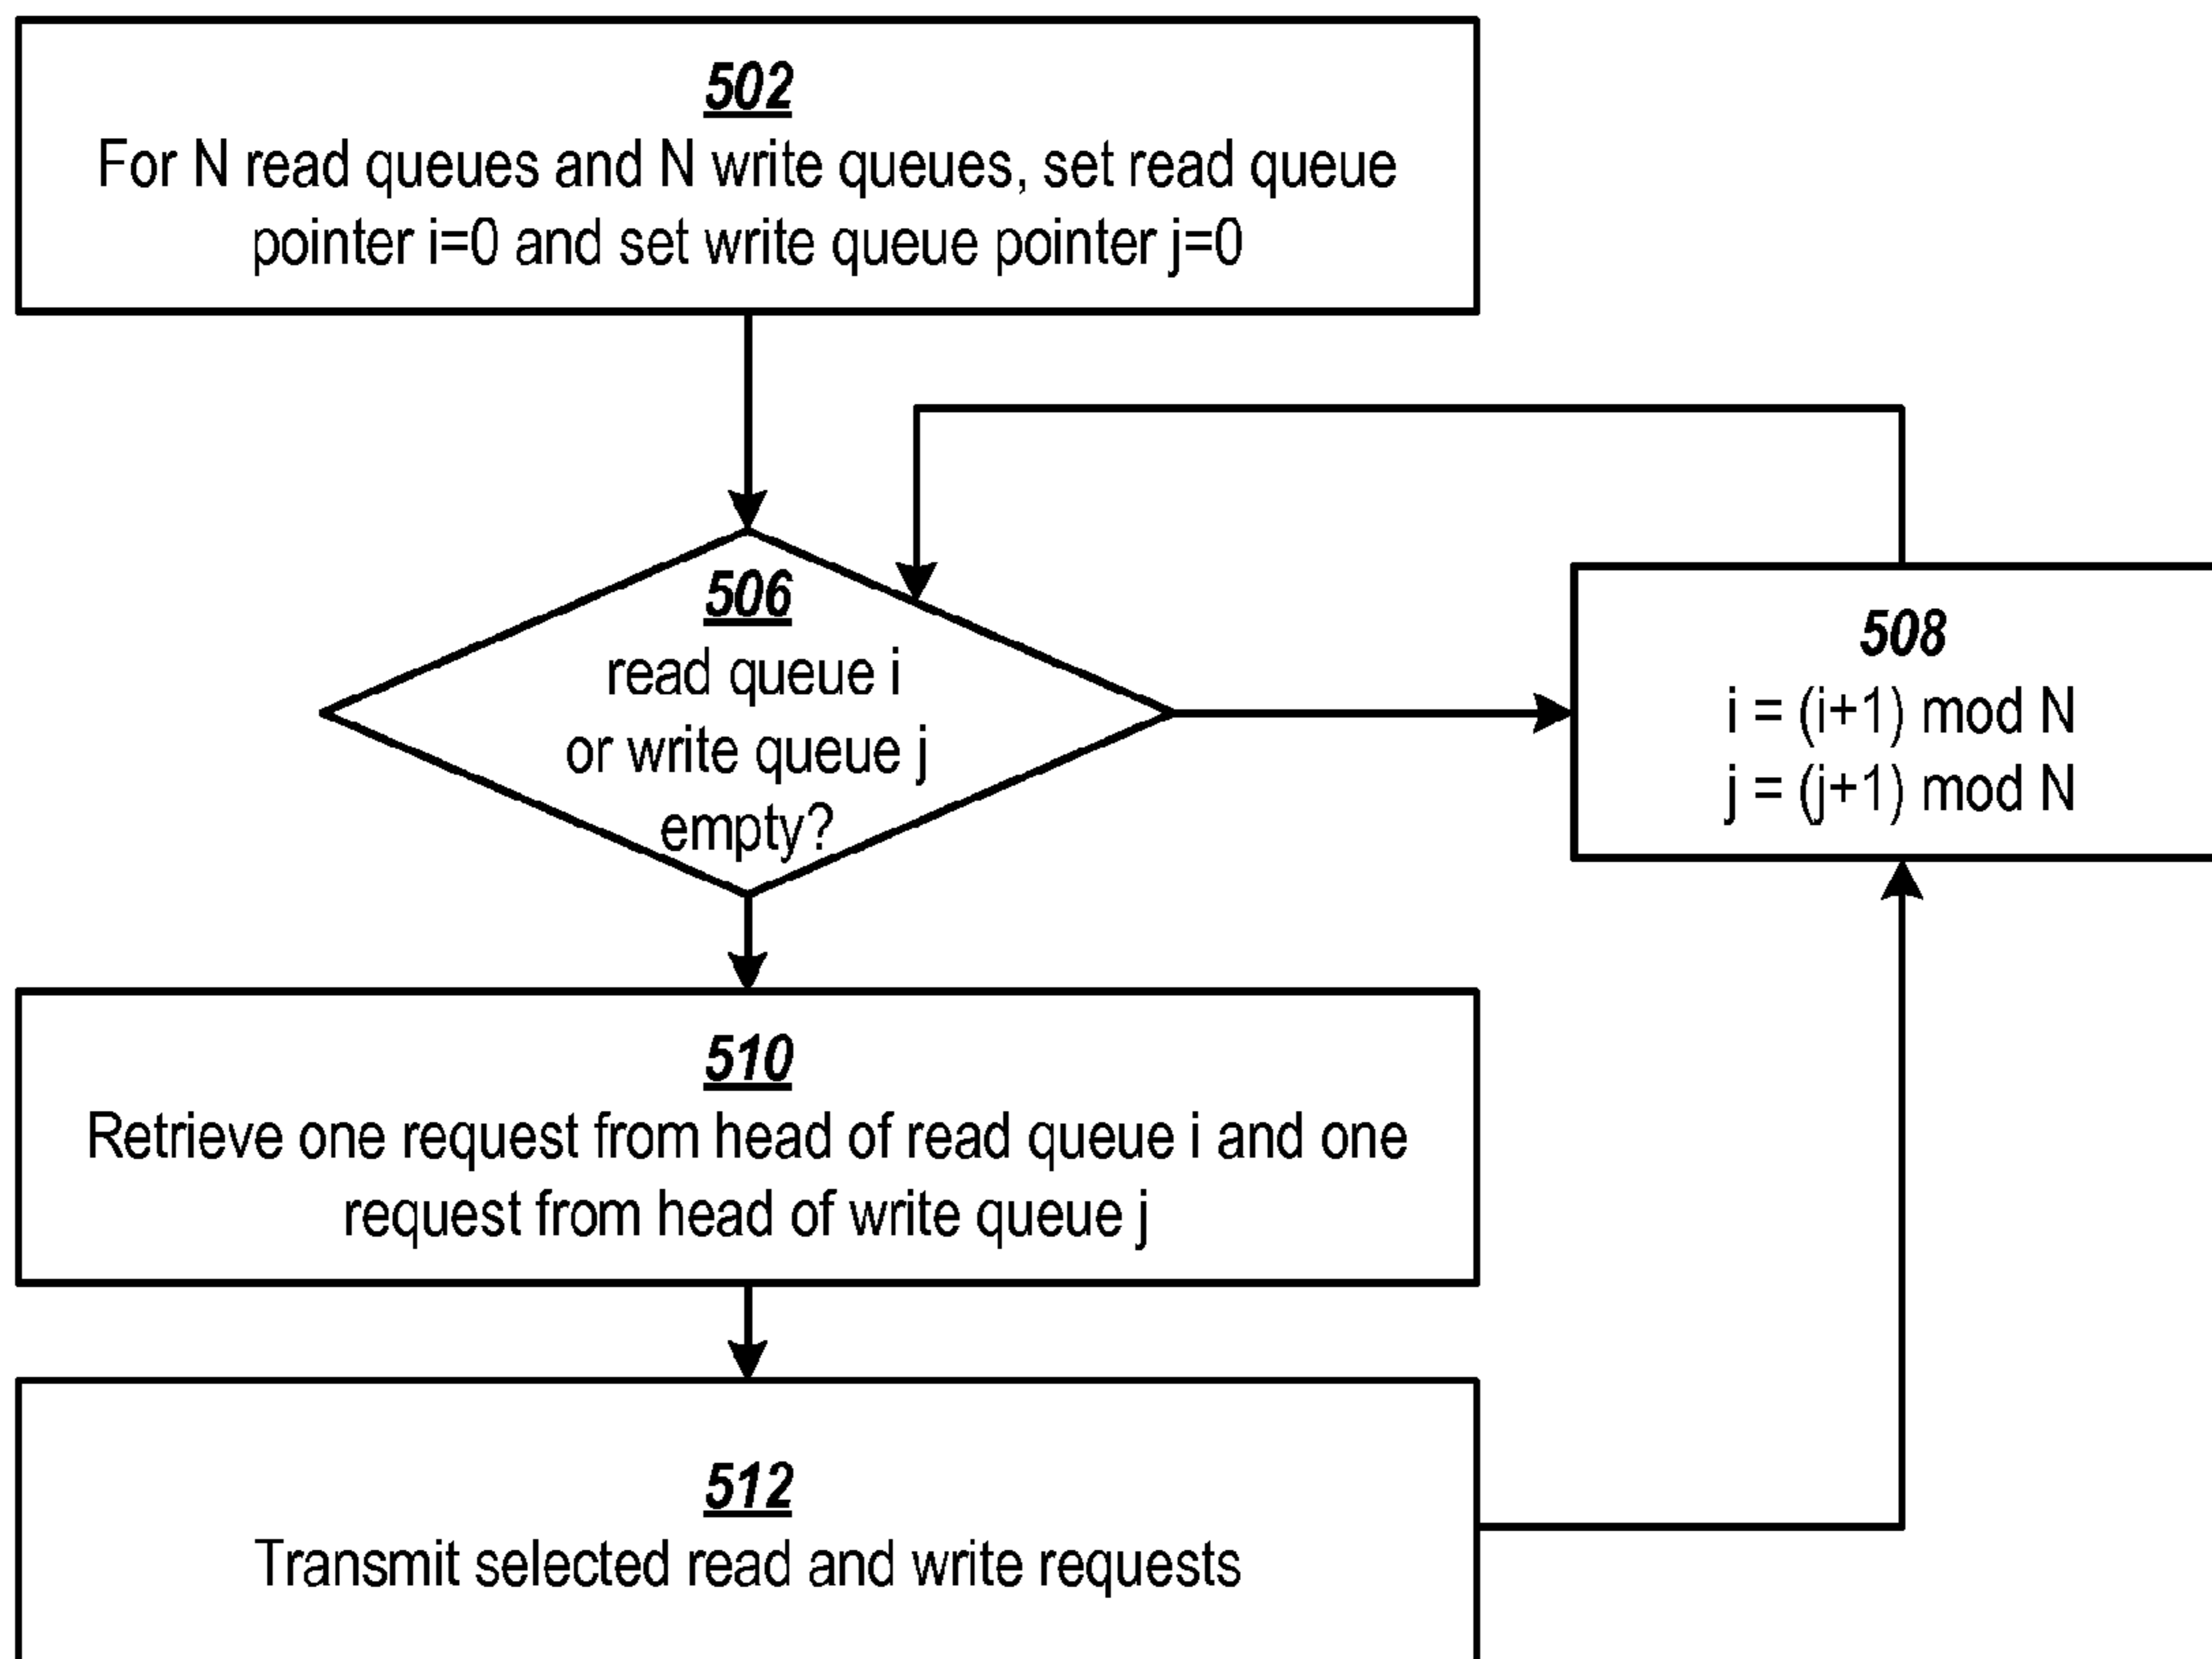 502
For N read queues and N write queues, set read queue
pointer i=0 and set write queue pointer j=0
506
read queue i
or write queue j
empty?
508
i = (i+1) mod N
j = (j+1) mod N
510
Retrieve one request from head of read queue i and one
request from head of write queue j
512
Transmit selected read and write requests